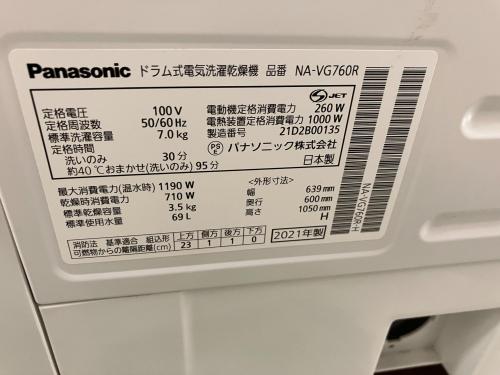 Panasonic ドラム式電気洗濯乾燥機 品番 NA-VG760R
定格電圧 100 V
定格周波数 50/60 Hz
標準洗濯容量 7.0 kg
定格時間
洗いのみ 30 分
約40℃おまかせ(洗いのみ) 95 分
S JET
電動機定格消費電力 260 W
電熱装置定格消費電力 1000 W
製造番号 21D2B00135
PSE パナソニック株式会社
日本製
最大消費電力(温水時) 1190 W
乾燥時消費電力 710 W
標準乾燥容量 3.5 kg
標準使用水量 69 L
<外形寸法>
幅 639 mm
奥行 600 mm
高さ 1050 mm
H
消防法 基準適合 組込形
可燃物からの離隔距離(cm)
上方 側方 後方 下方
23 1 1 0
2021年製
NA-VG760R-H